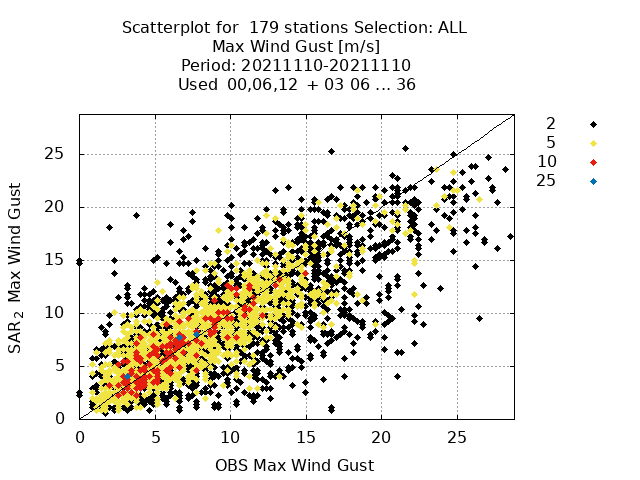 Scatterplot for  179 stations Selection: ALL
Max Wind Gust [m/s]
Period: 20211110-20211110
Used  00,06,12  + 03 06 ... 36
2
5
10
25
25
20
15
10
5
0
SAR2  Max Wind Gust
0 5 10 15 20 25
OBS Max Wind Gust